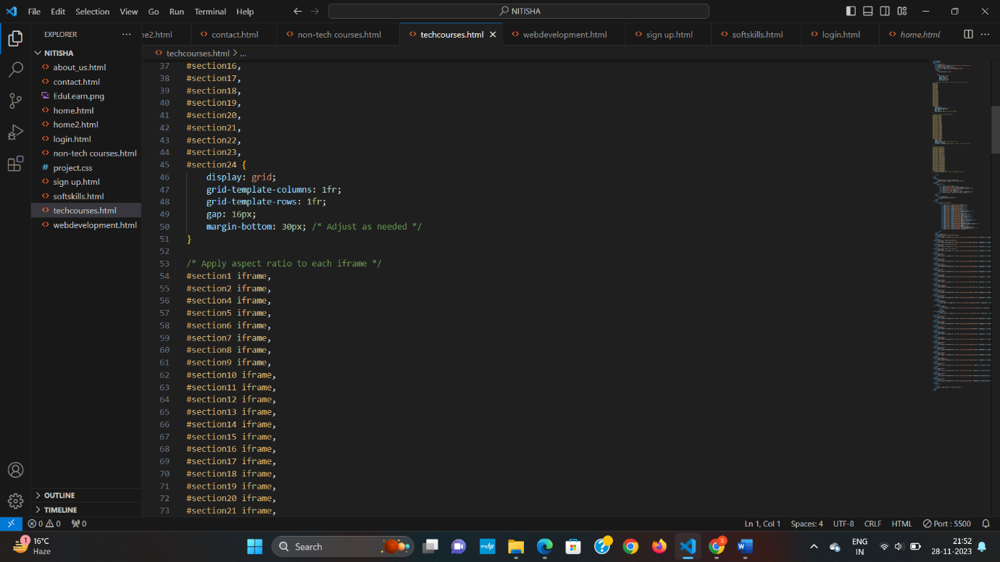 File Edit Selection View Go Run Terminal Help
NITISHA
EXPLORER
me2.html
contact.html
non-tech courses.html
techcourses.html
webdevelopment.html
sign up.html
softskills.html
login.html
home.html
NITISHA
about_us.html
contact.html
EduLearn.png
home.html
home2.html
login.html
non-tech courses.html
project.css
sign up.html
softskills.html
techcourses.html
webdevelopment.html
OUTLINE
TIMELINE
techcourses.html > ...
37 #section16,
38 #section17,
39 #section18,
40 #section19,
41 #section20,
42 #section21,
43 #section22,
44 #section23,
45 #section24 {
46 display: grid;
47 grid-template-columns: 1fr;
48 grid-template-rows: 1fr;
49 gap: 16px;
50 margin-bottom: 30px; /* Adjust as needed */
51 }
52
53 /* Apply aspect ratio to each iframe */
54 #section1 iframe,
55 #section2 iframe,
56 #section4 iframe,
57 #section5 iframe,
58 #section6 iframe,
59 #section7 iframe,
60 #section8 iframe,
61 #section9 iframe,
62 #section10 iframe,
63 #section11 iframe,
64 #section12 iframe,
65 #section13 iframe,
66 #section14 iframe,
67 #section15 iframe,
68 #section16 iframe,
69 #section17 iframe,
70 #section18 iframe,
71 #section19 iframe,
72 #section20 iframe,
73 #section21 iframe,
0 0 0
Ln 1, Col 1 Spaces: 4 UTF-8 CRLF HTML Port : 5500
1
16°C
Haze
Search
myhp
S
W
ENG
IN
21:52
28-11-2023